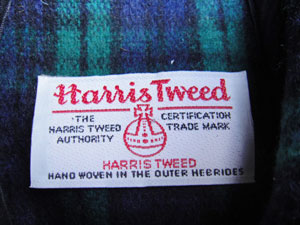 Harris Tweed
THE CERTIFICATION
HARRIS TWEED TRADE MARK
AUTHORITY
HARRIS TWEED
HAND WOVEN IN THE OUTER HEBRIDES